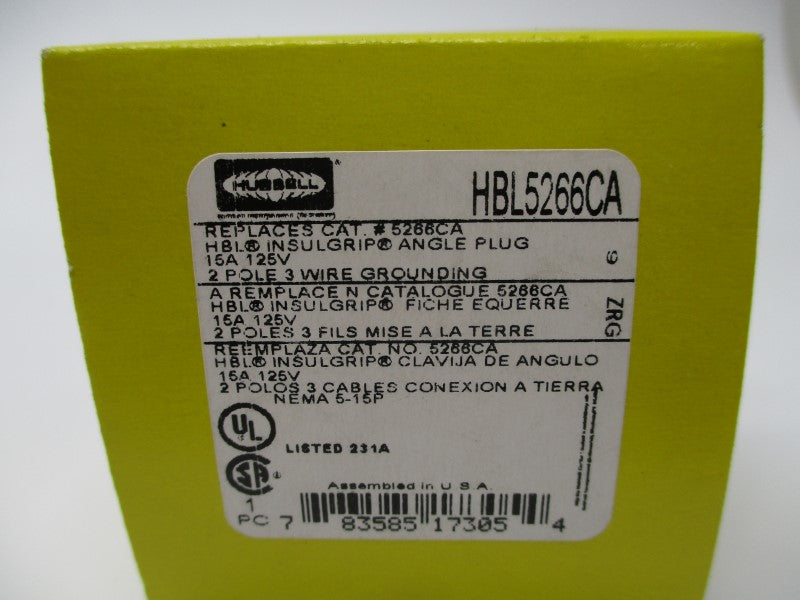 HUBBELL
HBL5266CA
REPLACES CAT. # 5266CA
HBL® INSULGRIP® ANGLE PLUG
15A 125V
2 POLE 3 WIRE GROUNDING
9
A REMPLACE N CATALOGUE 5266CA
HBL® INSULGRIP® FICHE EQUERRE
15A 125V
2 POLES 3 FILS MISE A LA TERRE
ZRG
REEMPLAZA CAT. NO. 5266CA
HBL® INSULGRIP® CLAVIJA DE ANGULO
15A 125V
2 POLOS 3 CABLES CONEXION A TIERRA
NEMA 5-15P
UL
LISTED 231A
SA
Assembled in U S A.
1
PC 7 83585 17305 4